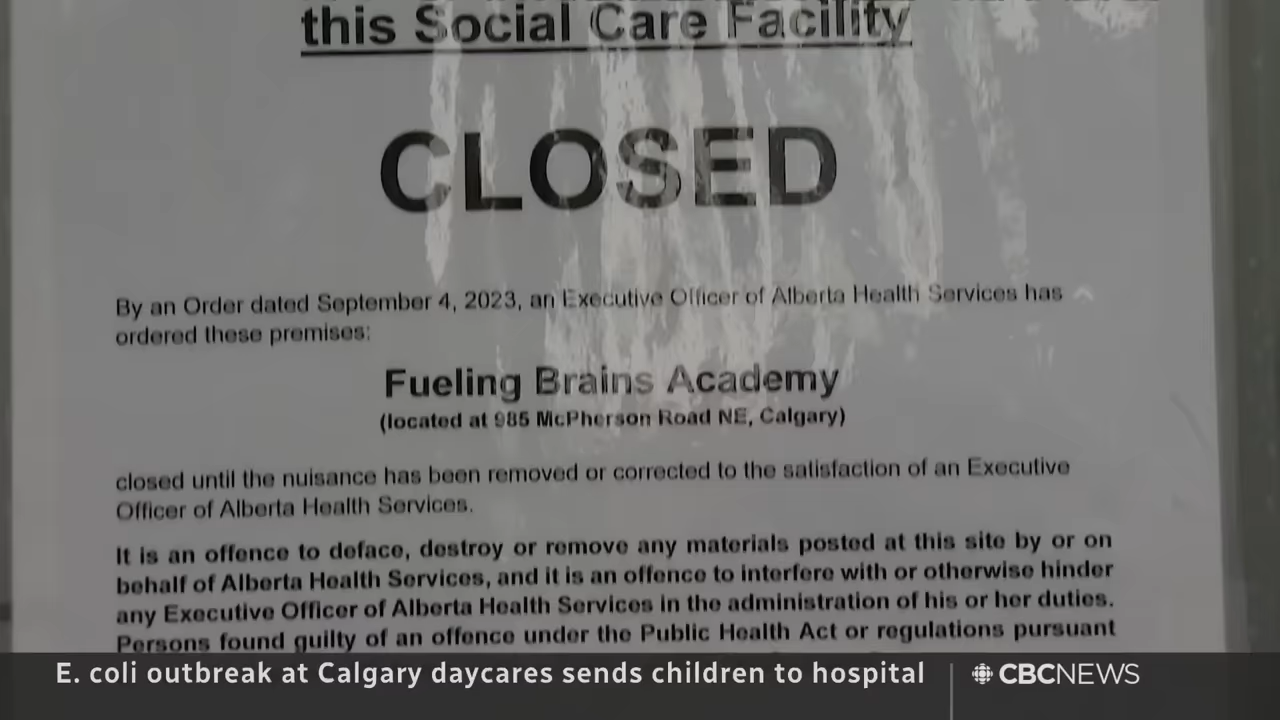 this Social Care Facility
CLOSED
By an Order dated September 4, 2023, an Executive Officer of Alberta Health Services has
ordered these premises:
Fueling Brains Academy
(located at 985 McPherson Road NE, Calgary)
closed until the nuisance has been removed or corrected to the satisfaction of an Executive
Officer of Alberta Health Services.
It is an offence to deface, destroy or remove any materials posted at this site by or on
behalf of Alberta Health Services, and it is an offence to interfere with or otherwise hinder
any Executive Officer of Alberta Health Services in the administration of his or her duties.
Persons found guilty of an offence under the Public Health Act or regulations pursuant
E. coli outbreak at Calgary daycares sends children to hospital
CBCNEWS